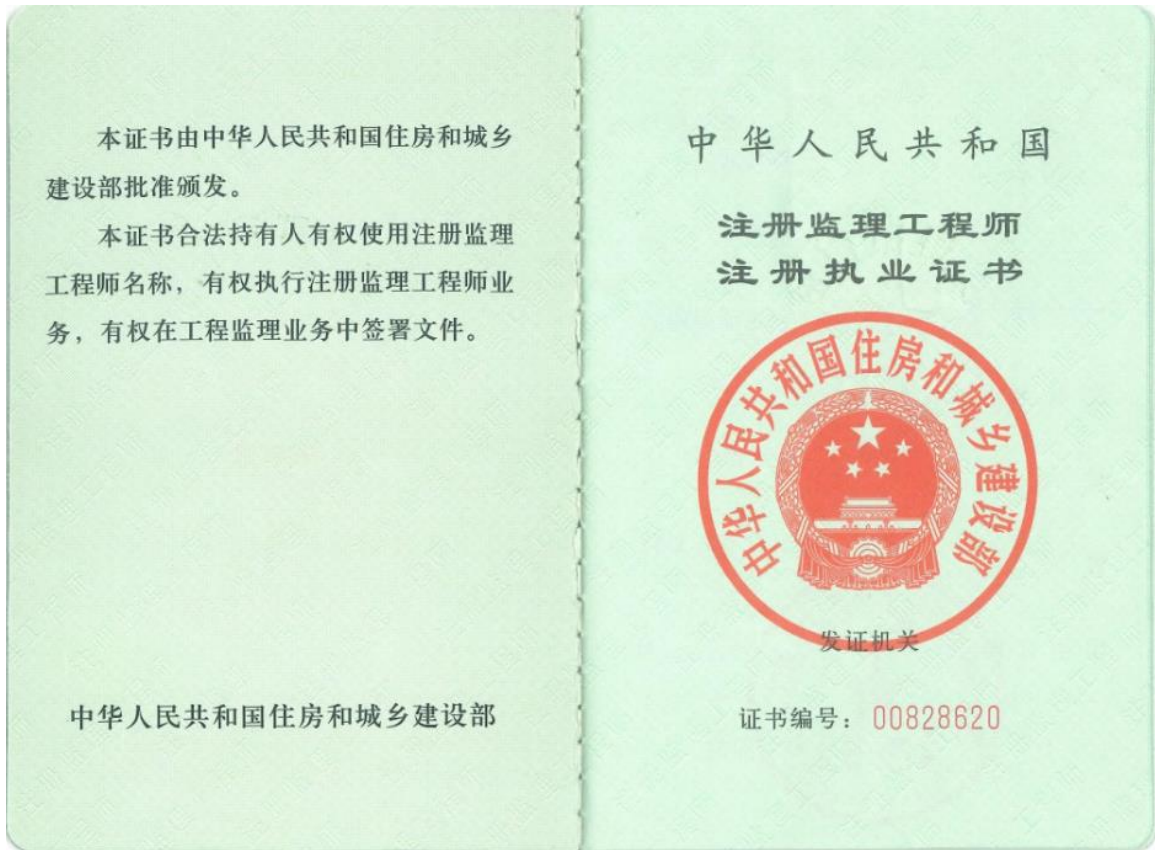 本证书由中华人民共和国住房和城乡
建设部批准颁发。
本证书合法持有人有权使用注册监理
工程师名称，有权执行注册监理工程师业
务，有权在工程监理业务中签署文件。
中华人民共和国住房和城乡建设部
中华人民共和国
注册监理工程师
注册执业证书
中华人民共和国住房和城乡建设部
发证机关
证书编号：00828620